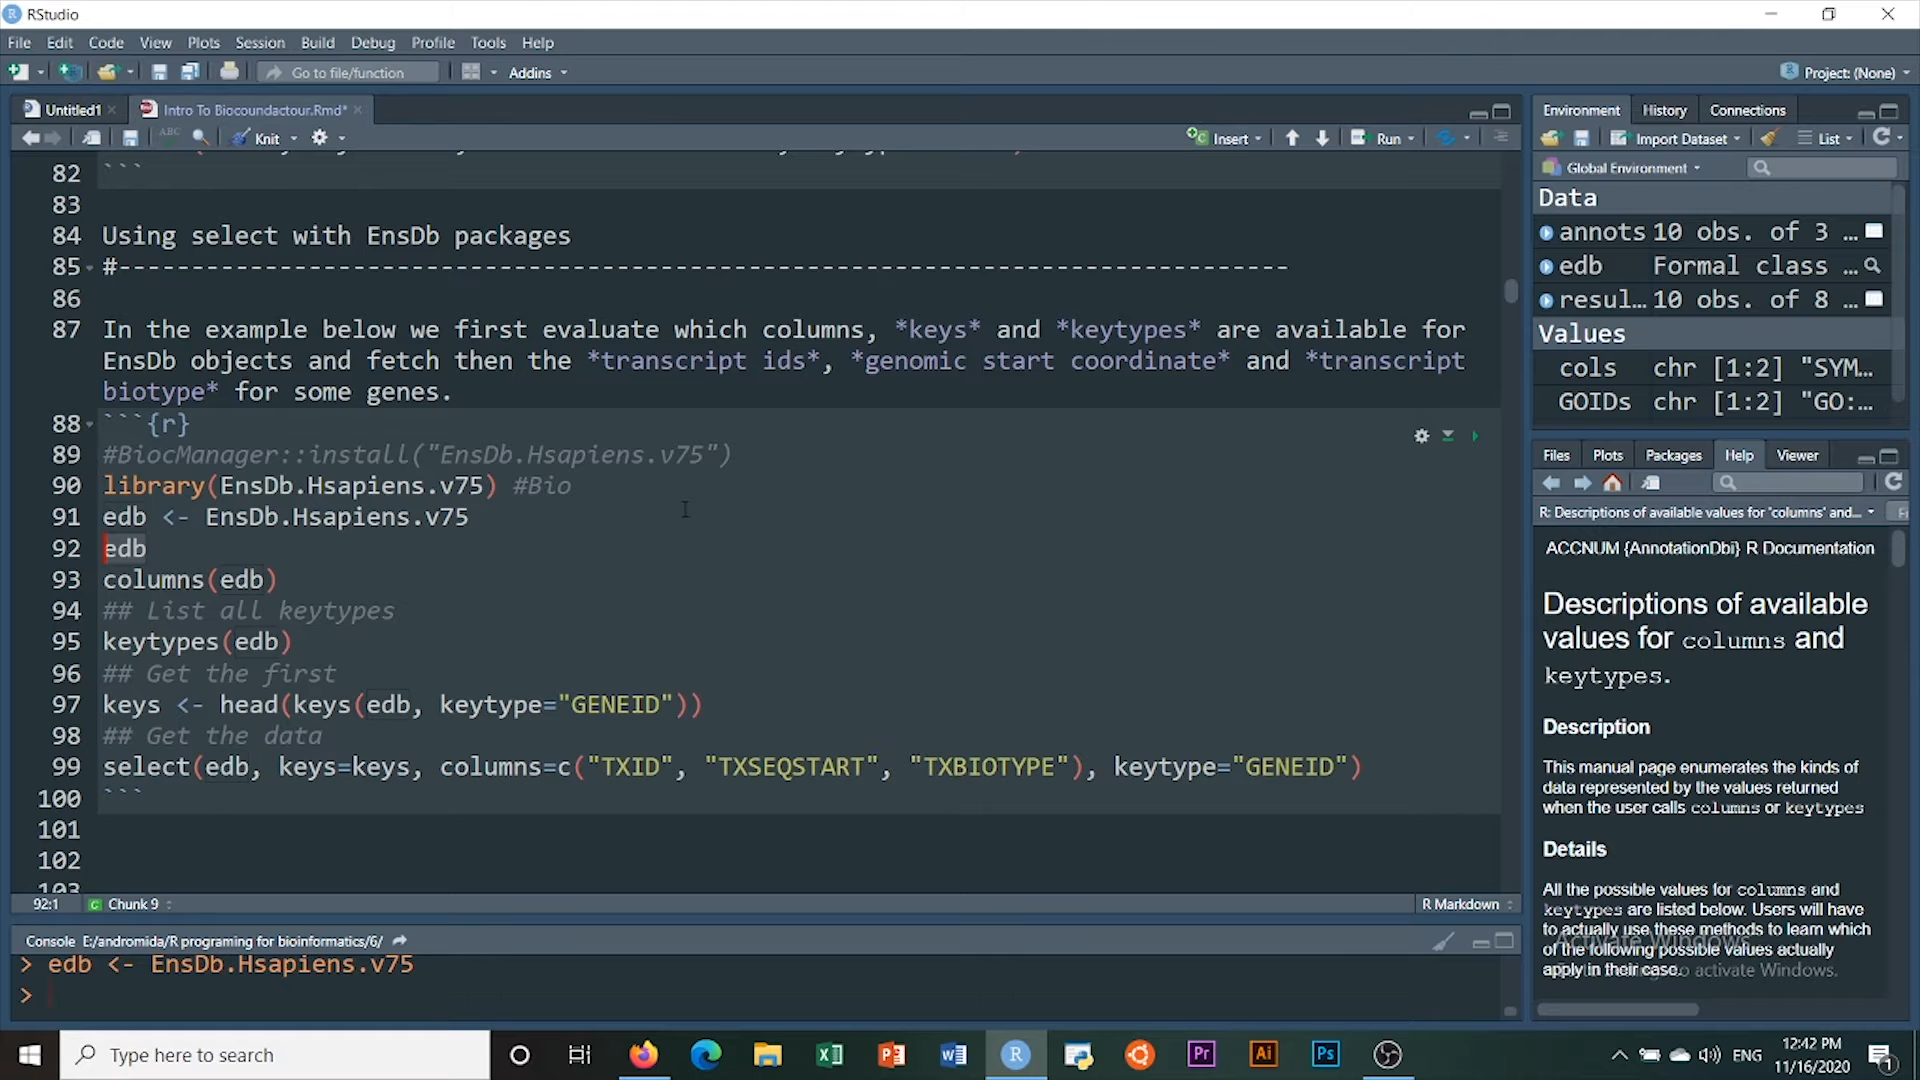 RStudio
File Edit Code View Plots Session Build Debug Profile Tools Help
Go to file/function Addins Project: (None)
Untitled1 Intro To Biocoundactour.Rmd*
ABC Knit Insert Run
82 ```
83
84 Using select with EnsDb packages
85 #--------------------------------------------------------------------------------
86
87 In the example below we first evaluate which columns, *keys* and *keytypes* are available for
EnsDb objects and fetch then the *transcript ids*, *genomic start coordinate* and *transcript
biotype* for some genes.
88 ```{r}
89 #BiocManager::install("EnsDb.Hsapiens.v75")
90 library(EnsDb.Hsapiens.v75) #Bio
91 edb <- EnsDb.Hsapiens.v75
92 edb
93 columns(edb)
94 ## List all keytypes
95 keytypes(edb)
96 ## Get the first
97 keys <- head(keys(edb, keytype="GENEID"))
98 ## Get the data
99 select(edb, keys=keys, columns=c("TXID", "TXSEQSTART", "TXBIOTYPE"), keytype="GENEID")
100 ```
101
102
103
92:1 Chunk 9 R Markdown
Console E:/andromida/R programing for bioinformatics/6/
> edb <- EnsDb.Hsapiens.v75
>
Environment History Connections
Import Dataset List
Global Environment
Data
annots 10 obs. of 3 …
edb Formal class …
resul… 10 obs. of 8 …
Values
cols chr [1:2] "SYM…
GOIDs chr [1:2] "GO:…
Files Plots Packages Help Viewer
R: Descriptions of available values for 'columns' and...
ACCNUM {AnnotationDbi} R Documentation
Descriptions of available
values for columns and
keytypes.
Description
This manual page enumerates the kinds of
data represented by the values returned
when the user calls columns or keytypes
Details
All the possible values for columns and
keytypes are listed below. Users will have
to actually use these methods to learn which
of the following possible values actually
apply in their case.
Activate Windows
to activate Windows.
Type here to search
ENG
12:42 PM
11/16/2020